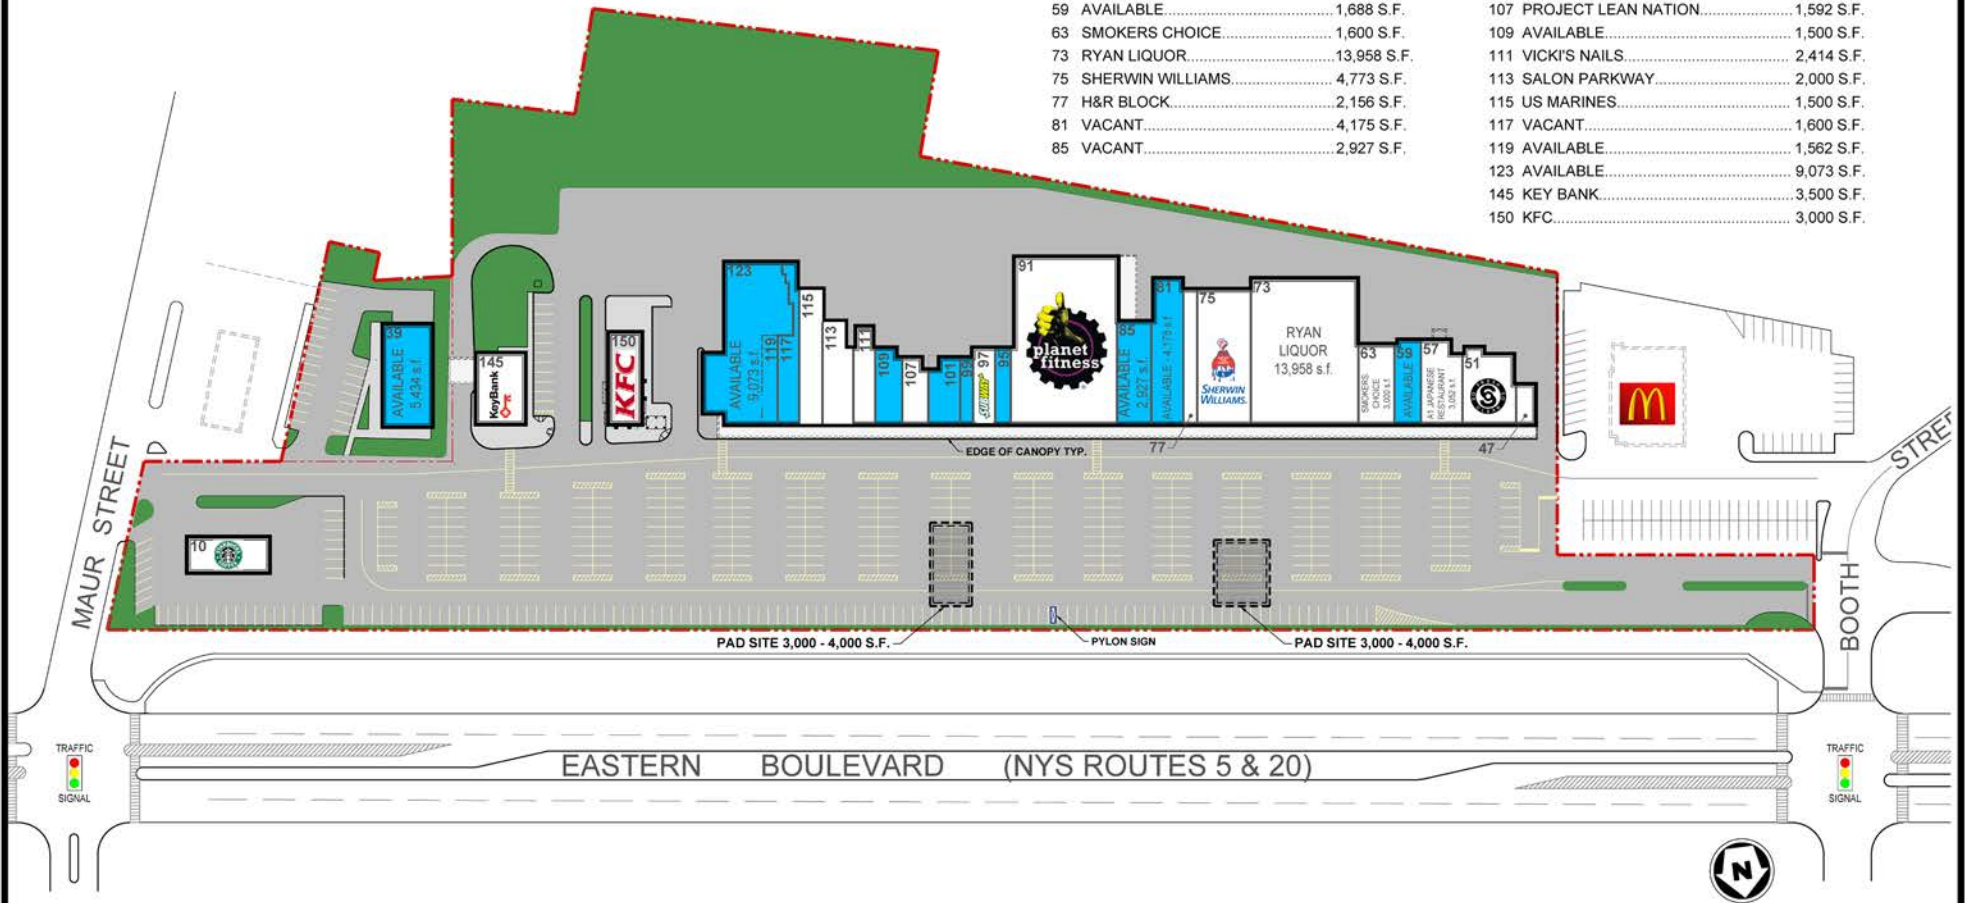 59 AVAILABLE 1,688 S.F.
63 SMOKERS CHOICE 1,600 S.F.
73 RYAN LIQUOR 13,958 S.F.
75 SHERWIN WILLIAMS 4,773 S.F.
77 H&R BLOCK 2,156 S.F.
81 VACANT 4,175 S.F.
85 VACANT 2,927 S.F.
107 PROJECT LEAN NATION 1,592 S.F.
109 AVAILABLE 1,500 S.F.
111 VICKI'S NAILS 2,414 S.F.
113 SALON PARKWAY 2,000 S.F.
115 US MARINES 1,500 S.F.
117 VACANT 1,600 S.F.
119 AVAILABLE 1,562 S.F.
123 AVAILABLE 9,073 S.F.
145 KEY BANK 3,500 S.F.
150 KFC 3,000 S.F.
39
AVAILABLE
5,434 s.f.
145
KeyBank
150
KFC
123
AVAILABLE
9,073 s.f.
119
117
115
113
111
109
107
101
99
97
SUBWAY
95
91
planet
fitness
85
AVAILABLE
2,927 s.f.
81
AVAILABLE - 4,175 s.f.
75
SHERWIN
WILLIAMS.
77
73
RYAN
LIQUOR
13,958 s.f.
63
SMOKERS
CHOICE
3,000 s.f.
59
AVAILABLE
57
A1 JAPANESE
RESTAURANT
3,052 s.f.
51
47
EDGE OF CANOPY TYP.
10
MAUR STREET
BOOTH
STREE
PAD SITE 3,000 - 4,000 S.F.
PYLON SIGN
PAD SITE 3,000 - 4,000 S.F.
EASTERN BOULEVARD (NYS ROUTES 5 & 20)
TRAFFIC
SIGNAL
TRAFFIC
SIGNAL
N